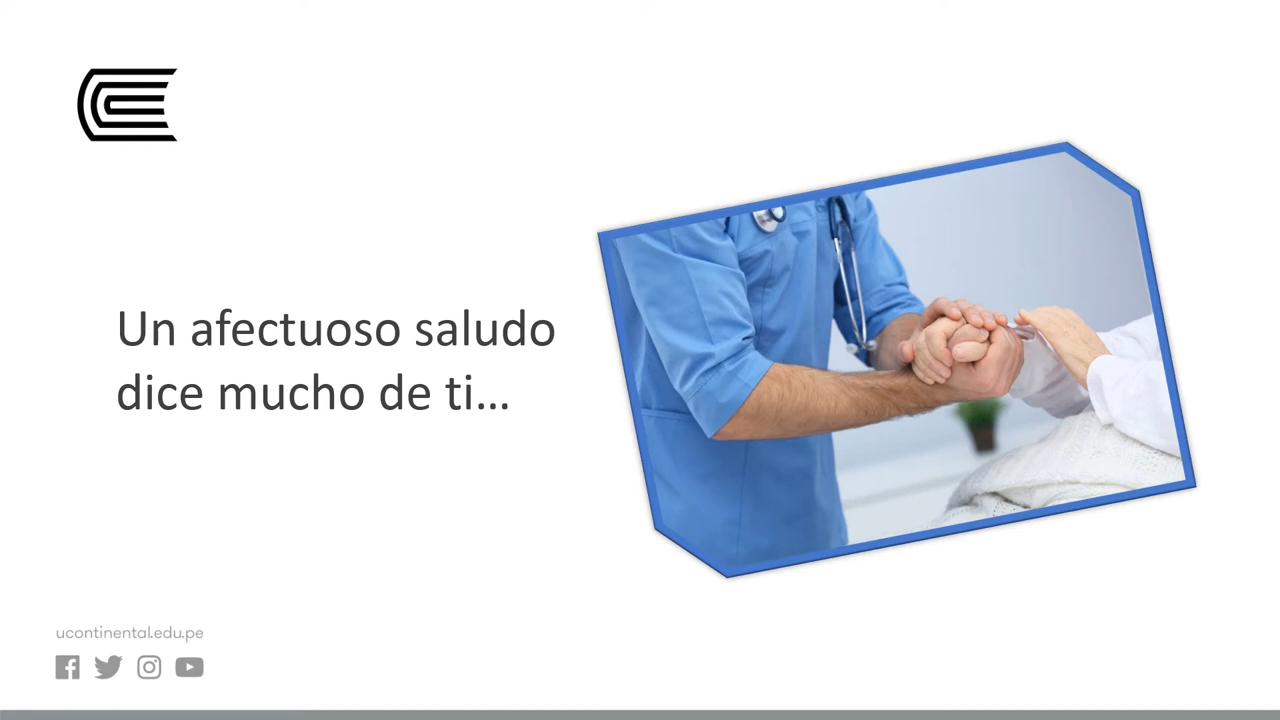 Un afectuoso saludo
dice mucho de ti...
ucontinental.edu.pe